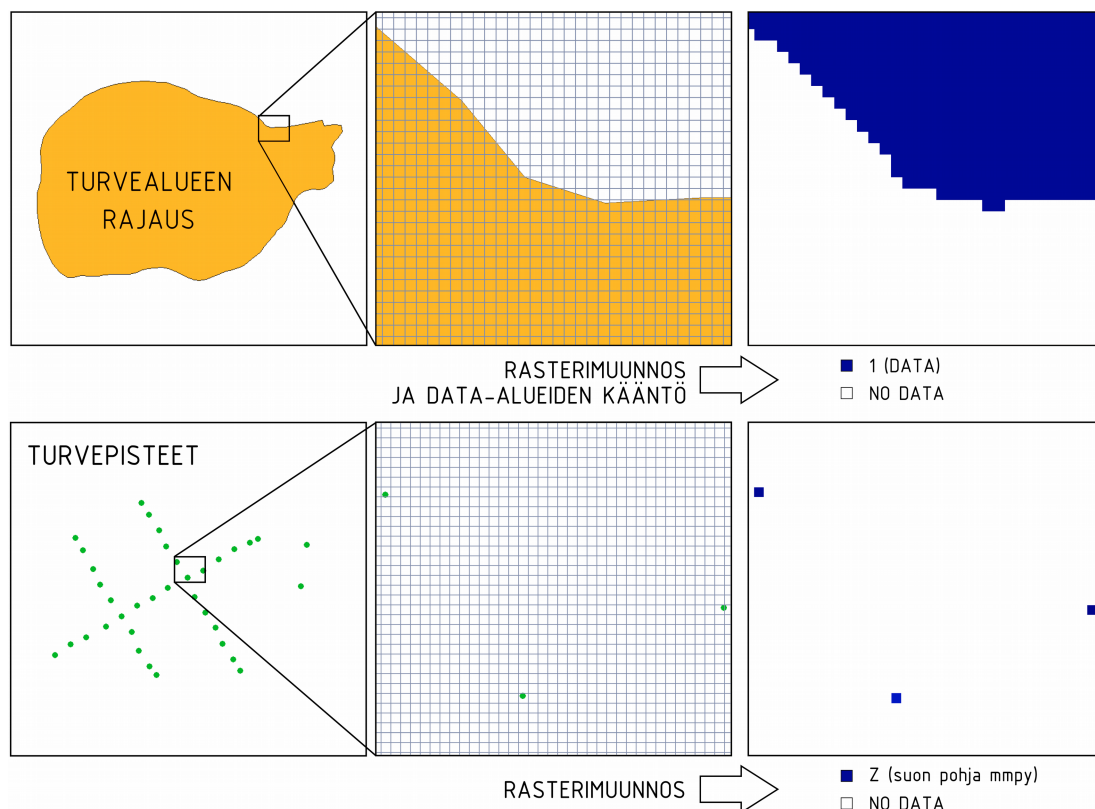 TURVEALUEEN
RAJAUS
RASTERIMUUNNOS
JA DATA-ALUEIDEN KÄÄNTÖ
1 (DATA)
NO DATA
TURVEPISTEET
RASTERIMUUNNOS
Z (suon pohja mmpy)
NO DATA